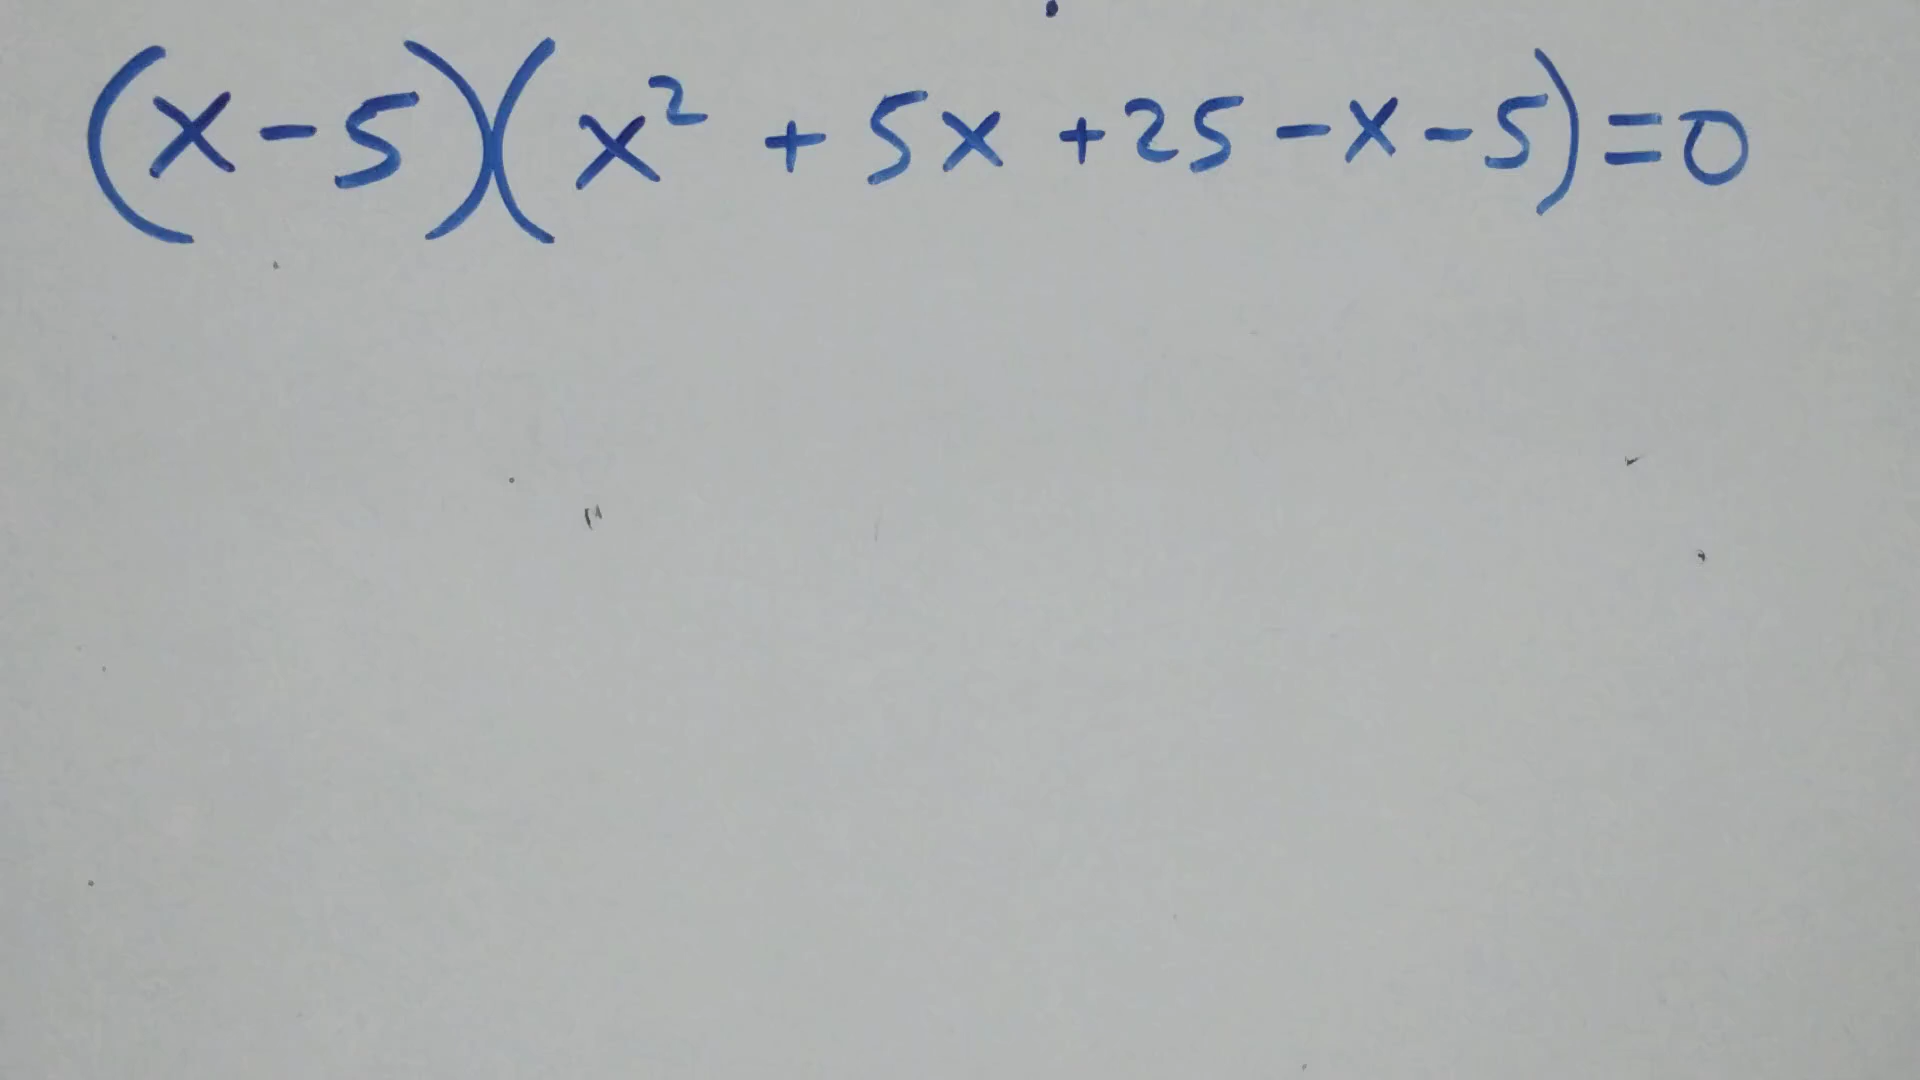 (x-5)(x² + 5x +25 -x -5) = 0